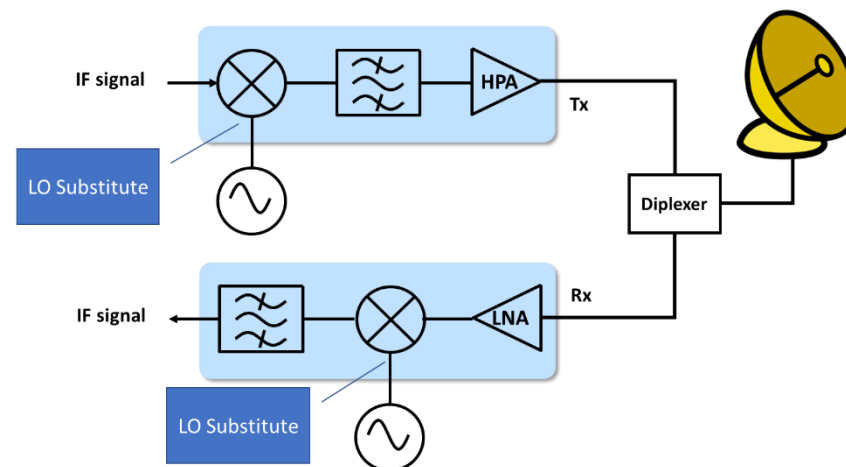 IF signal
HPA
Tx
LO Substitute
Diplexer
IF signal
LNA
Rx
LO Substitute